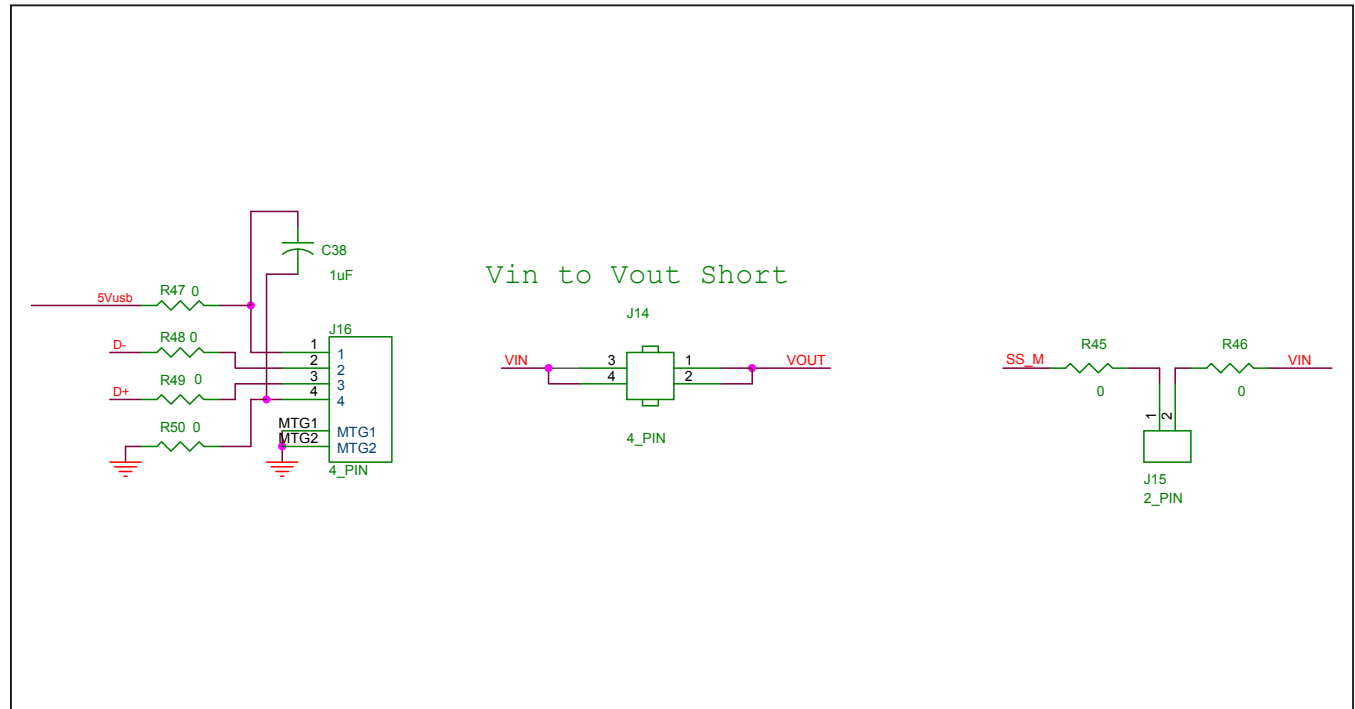 C38
1uF
5Vusb
R47 0
D-
R48 0
D+
R49 0
R50 0
J16
1 1
2 2
3 3
4 4
MTG1 MTG1
MTG2 MTG2
4_PIN
Vin to Vout Short
J14
VIN
3 1
4 2
VOUT
4_PIN
SS_M
R45
0
R46
0
VIN
1 2
J15
2_PIN